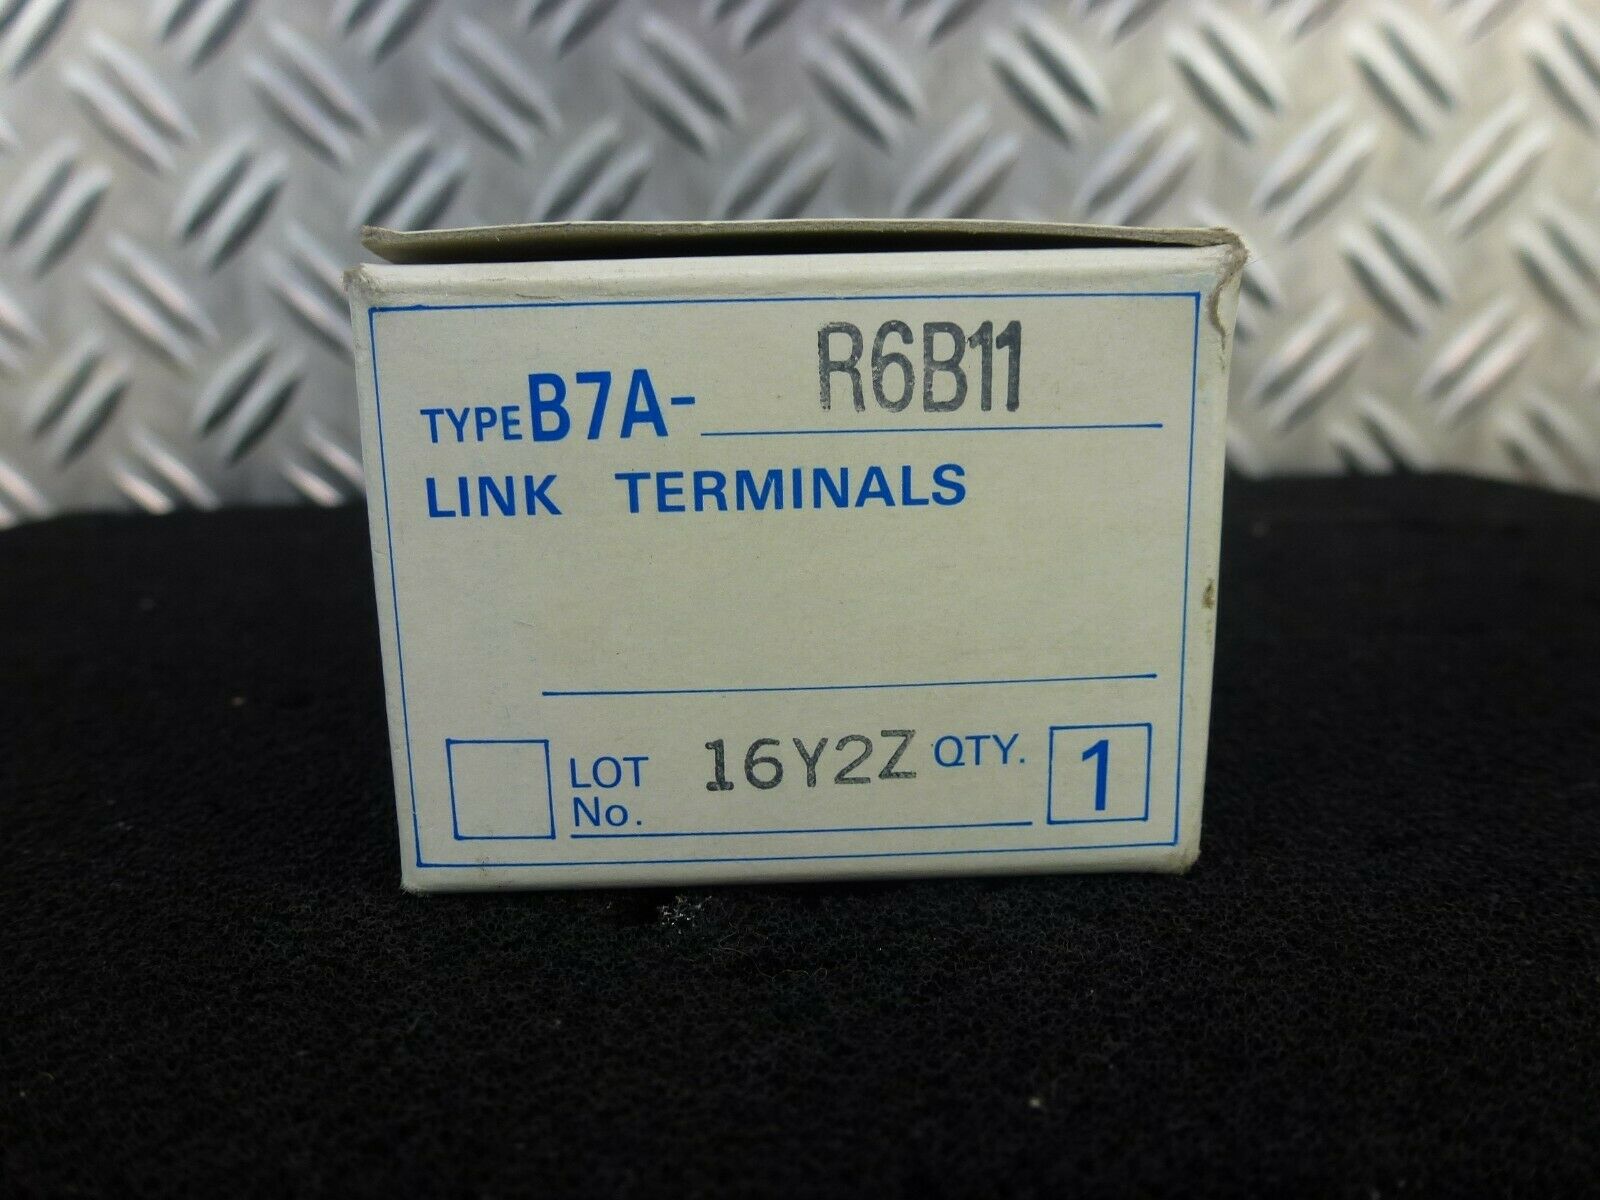 TYPE B7A- R6B11
LINK TERMINALS
LOT No. 16Y2Z QTY. 1